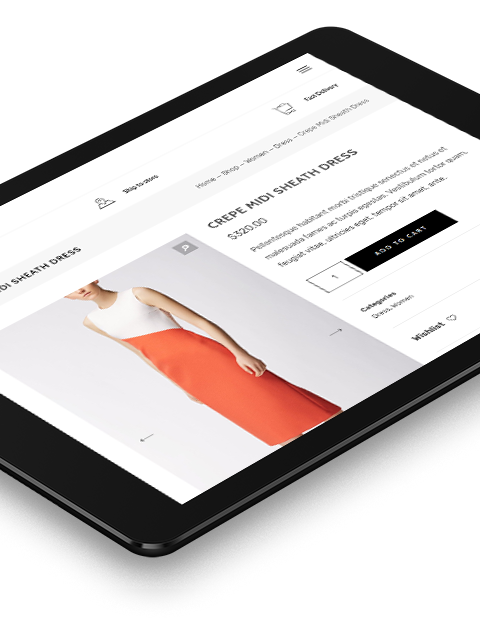 Fast Delivery
Ship to store
Home – Shop – Women – Dress – Crepe Midi Sheath Dress
MIDI SHEATH DRESS
CREPE MIDI SHEATH DRESS
$320.00
Pellentesque habitant morbi tristique senectus et netus et
malesuada fames ac turpis egestas. Vestibulum tortor quam,
feugiat vitae, ultricies eget, tempor sit amet, ante.
1
ADD TO CART
Categories
Dress, Women
Wishlist